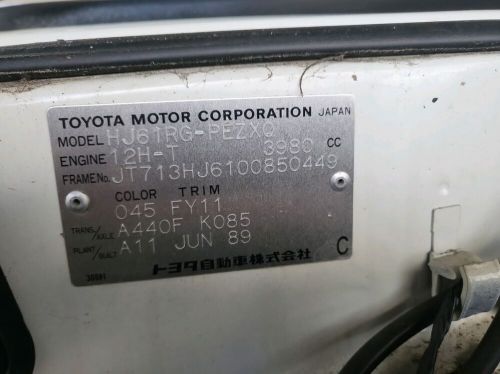 TOYOTA MOTOR CORPORATION JAPAN
MODEL HJ61RG-PEZXQ
ENGINE 12H-T 3980 CC
FRAME No. JT713HJ6100850449
COLOR TRIM
045 FY11
TRANS/AXLE A440F K085
PLANT/BUILT A11 JUN 89
トヨタ自動車株式会社 C